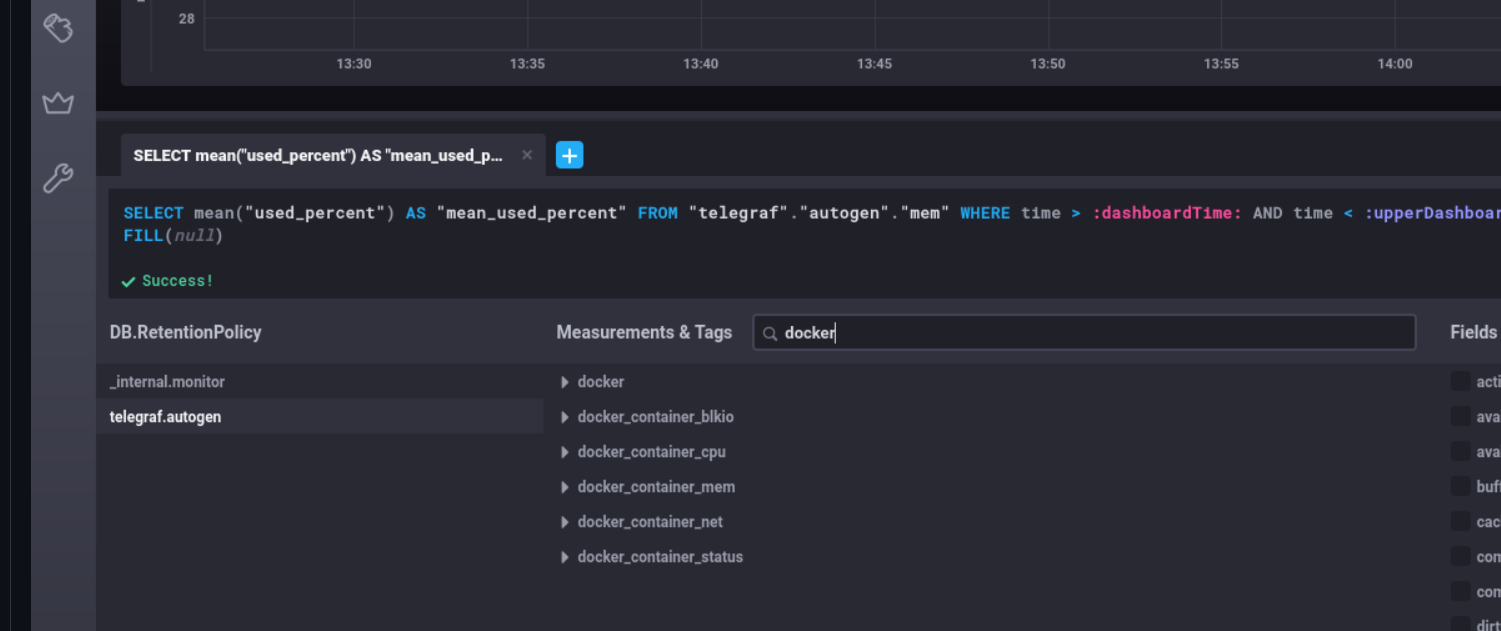 28
13:30 13:35 13:40 13:45 13:50 13:55 14:00
SELECT mean("used_percent") AS "mean_used_p...
SELECT mean("used_percent") AS "mean_used_percent" FROM "telegraf"."autogen"."mem" WHERE time > :dashboardTime: AND time < :upperDashboar
FILL(null)
Success!
DB.RetentionPolicy
Measurements & Tags
docker
Fields
_internal.monitor
telegraf.autogen
docker
docker_container_blkio
docker_container_cpu
docker_container_mem
docker_container_net
docker_container_status
acti
ava
ava
buff
cac
com
com
dirt